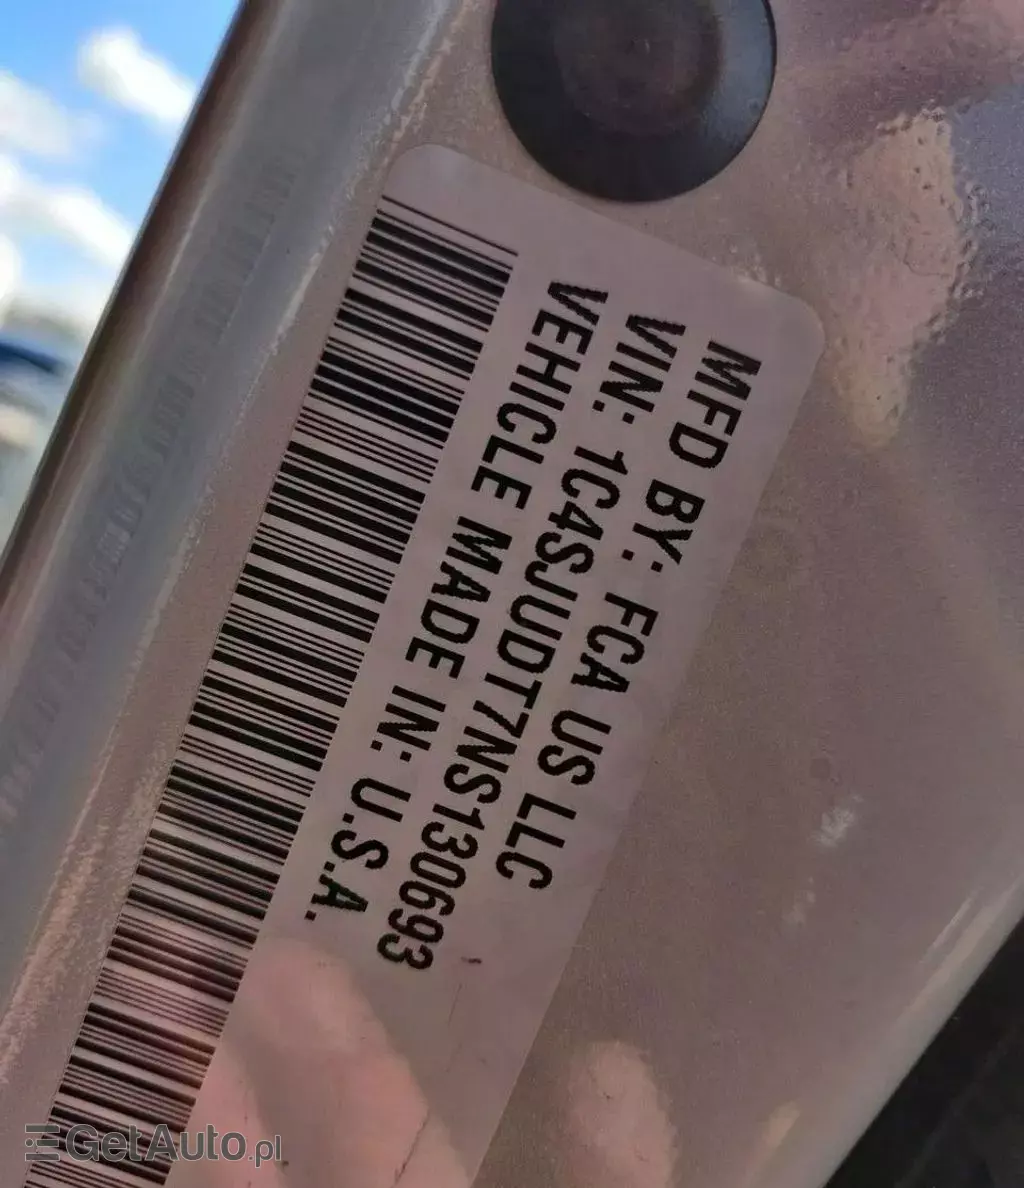 MFD BY: FCA US LLC
VIN: 1C4SJUDT7NS130693
VEHICLE MADE IN: U.S.A.
GetAuto.pl